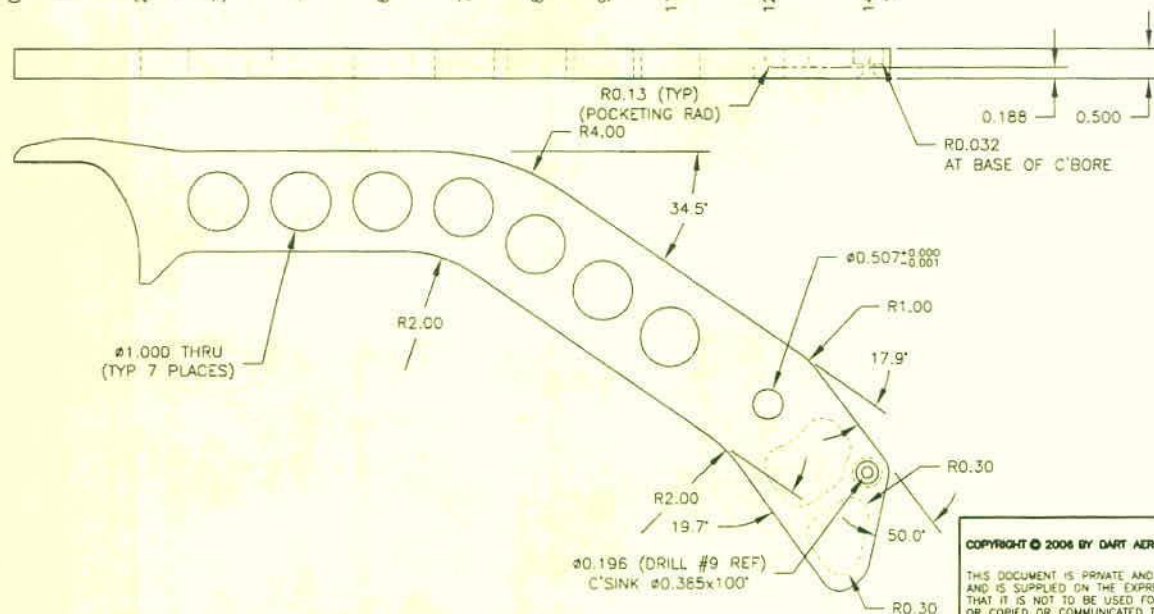 R0.13 (TYP)
(POCKETING RAD)
R4.00
0.188
0.500
R0.032
AT BASE OF C'BORE
34.5°
ø0.507 +0.000 -0.001
R1.00
17.9°
R2.00
ø1.000 THRU
(TYP 7 PLACES)
R0.30
R2.00
19.7°
50.0°
ø0.196 (DRILL #9 REF)
C'SINK ø0.385x100°
R0.30
COPYRIGHT © 2006 BY DART AER
THIS DOCUMENT IS PRIVATE AND
AND IS SUPPLIED ON THE EXPRE
THAT IT IS NOT TO BE USED FO
OR COPIED OR COMMUNICATED